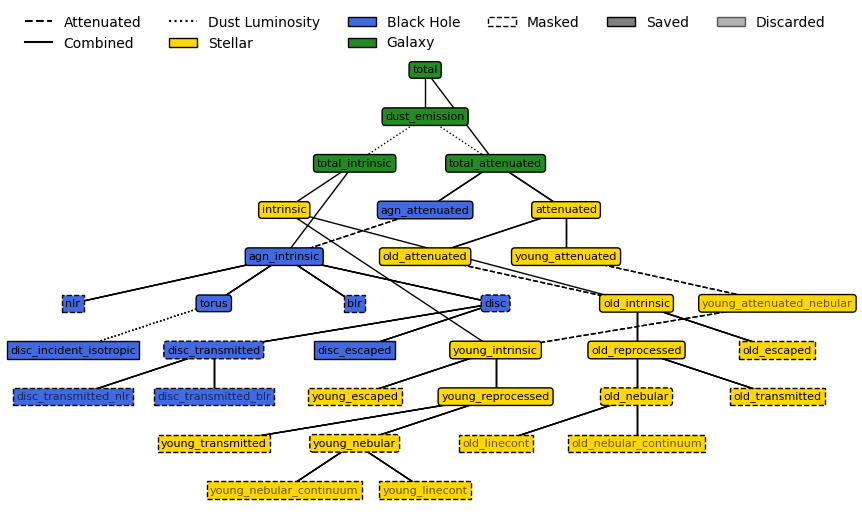 Attenuated
Combined
Dust Luminosity
Stellar
Black Hole
Galaxy
Masked
Saved
Discarded
total
dust_emission
total_intrinsic
total_attenuated
intrinsic
agn_attenuated
attenuated
agn_intrinsic
old_attenuated
young_attenuated
nlr
torus
blr
disc
old_intrinsic
young_attenuated_nebular
disc_incident_isotropic
disc_transmitted
disc_escaped
young_intrinsic
old_reprocessed
old_escaped
disc_transmitted_nlr
disc_transmitted_blr
young_escaped
young_reprocessed
old_nebular
old_transmitted
young_transmitted
young_nebular
old_linecont
old_nebular_continuum
young_nebular_continuum
young_linecont